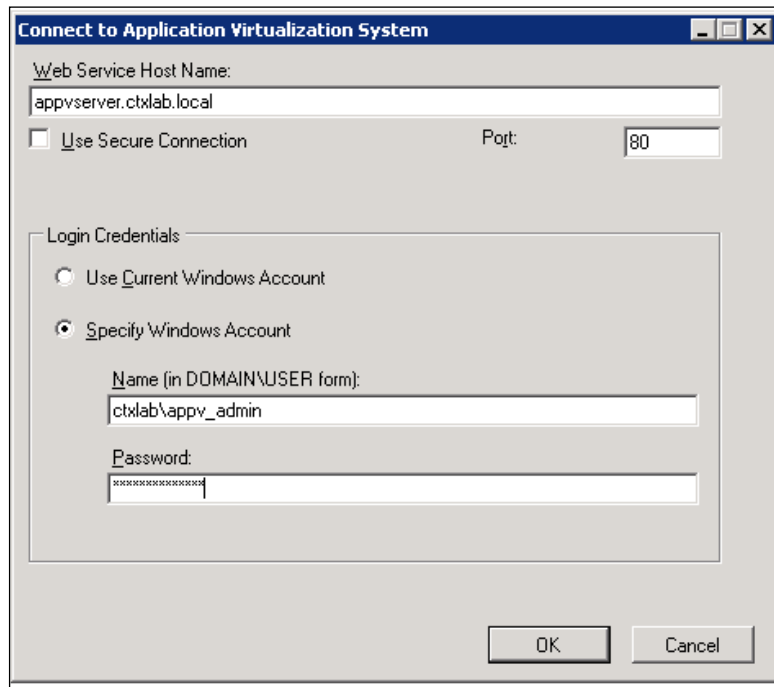 Connect to Application Virtualization System
Web Service Host Name:
appvserver.ctxlab.local
Use Secure Connection
Port:
80
Login Credentials
Use Current Windows Account
Specify Windows Account
Name (in DOMAIN\USER form):
ctxlab\appv_admin
Password:
**************
OK
Cancel